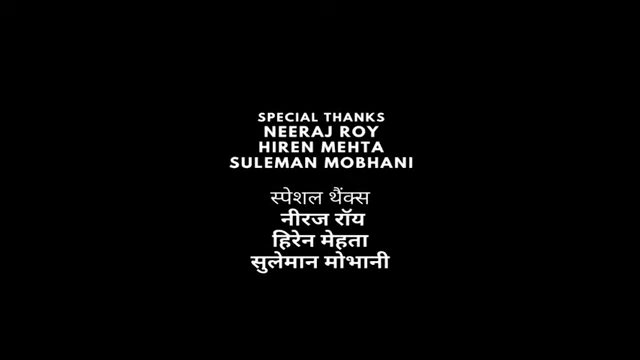 SPECIAL THANKS
NEERAJ ROY
HIREN MEHTA
SULEMAN MOBHANI
स्पेशल थैंक्स
नीरज रॉय
हिरेन मेहता
सुलेमान मोभानी